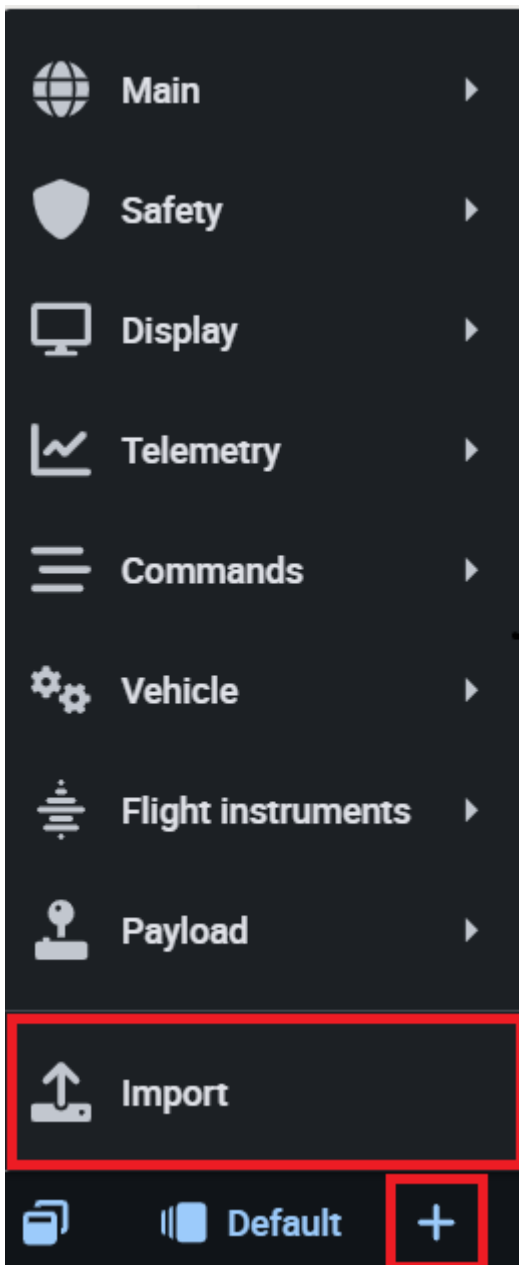 Main
Safety
Display
Telemetry
Commands
Vehicle
Flight instruments
Payload
Import
Default